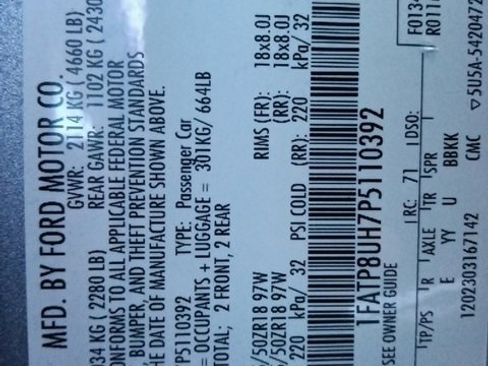 MFD. BY FORD MOTOR CO.
GVWR: 2114 KG ( 4660 LB)
034 KG (2280 LB) REAR GAWR: 1102 KG ( 2430
ONFORMS TO ALL APPLICABLE FEDERAL MOTOR
BUMPER, AND THEFT PREVENTION STANDARDS
THE DATE OF MANUFACTURE SHOWN ABOVE.
P5110392 TYPE: Passenger Car
= OCCUPANTS + LUGGAGE = 301KG/ 664LB
TOTAL; 2 FRONT, 2 REAR
/50ZR18 97W RIMS (FR): 18x8.0J
/50ZR18 97W (RR): 18x8.0J
220 kPa/ 32 PSI COLD (RR): 220 kPa/ 32
1FATP8UH7P5110392
SEE OWNER GUIDE RC: 71 DSO: F013
TP/PS R AXLE TR SPR
E YY U BBKK
1202303167142 CMC ▽5U5A-5420472